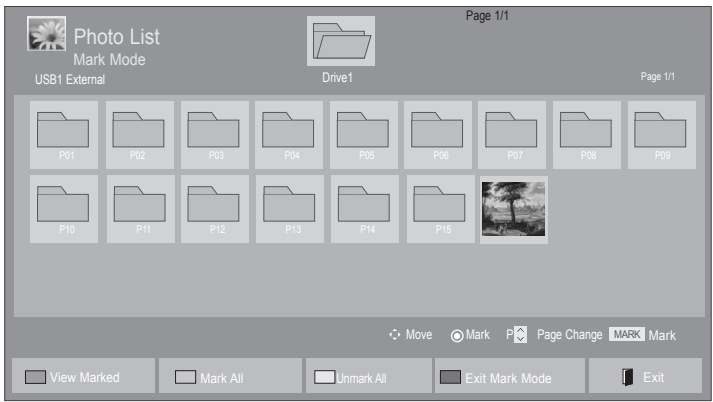 Page 1/1
Photo List
Mark Mode
USB1 External
Drive1
Page 1/1
P01 P02 P03 P04 P05 P06 P07 P08 P09
P10 P11 P12 P13 P14 P15
Move Mark P Page Change MARK Mark
View Marked Mark All Unmark All Exit Mark Mode Exit